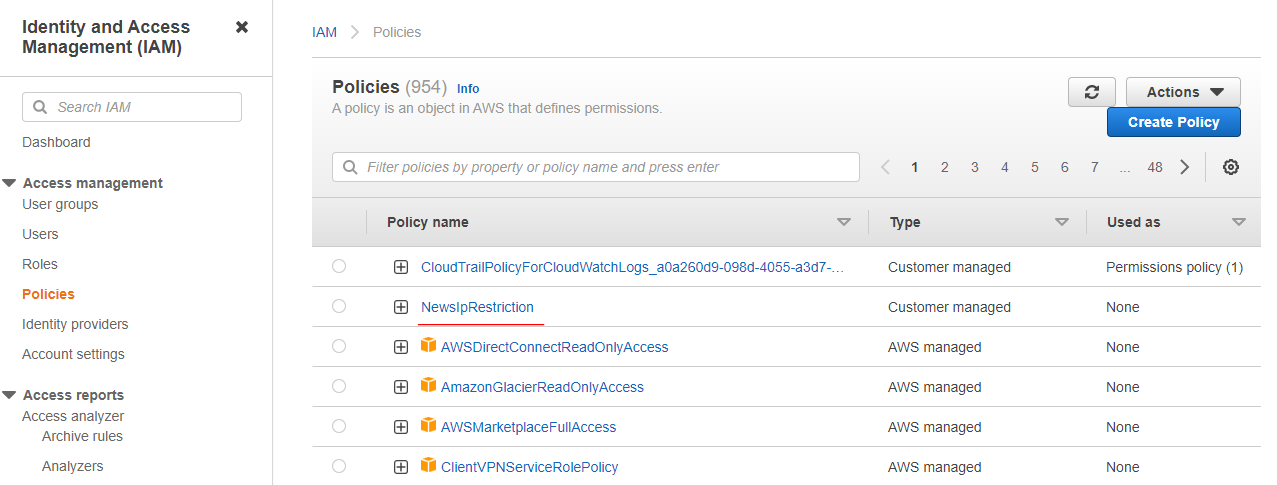 Identity and Access
Management (IAM)
Search IAM
Dashboard
Access management
User groups
Users
Roles
Policies
Identity providers
Account settings
Access reports
Access analyzer
Archive rules
Analyzers
IAM Policies
Policies (954) Info
A policy is an object in AWS that defines permissions.
Actions
Create Policy
Filter policies by property or policy name and press enter
1 2 3 4 5 6 7 ... 48
Policy name Type Used as
CloudTrailPolicyForCloudWatchLogs_a0a260d9-098d-4055-a3d7-... Customer managed Permissions policy (1)
NewsIpRestriction Customer managed None
AWSDirectConnectReadOnlyAccess AWS managed None
AmazonGlacierReadOnlyAccess AWS managed None
AWSMarketplaceFullAccess AWS managed None
ClientVPNServiceRolePolicy AWS managed None